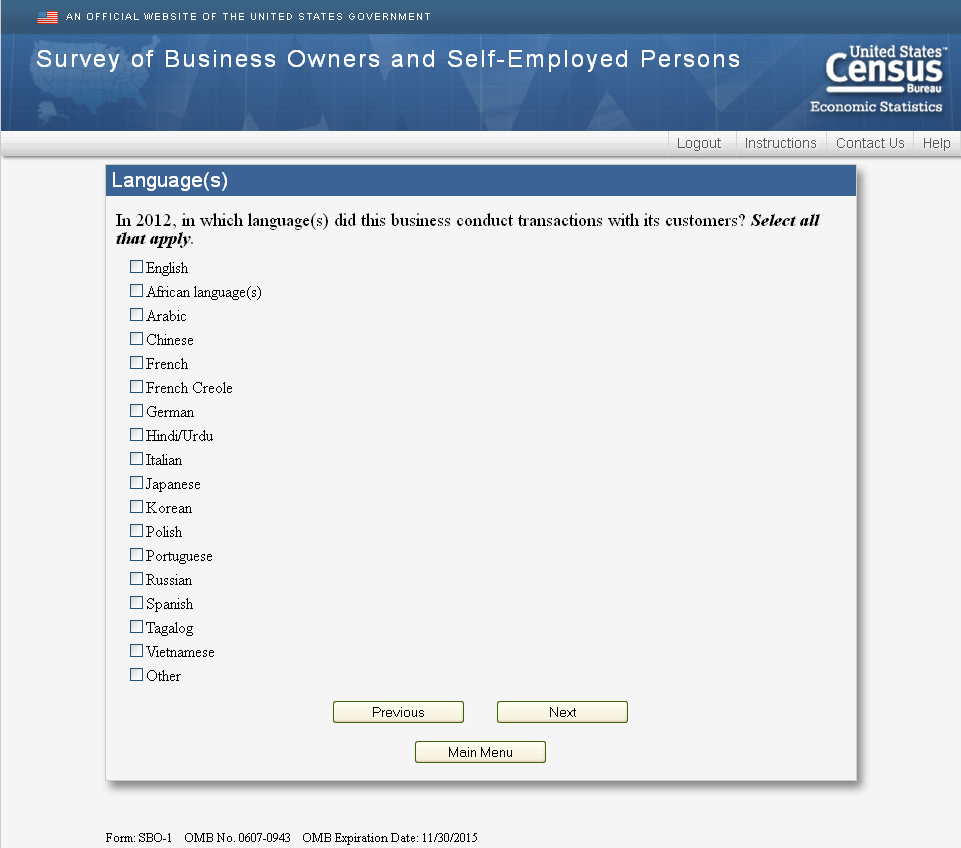 AN OFFICIAL WEBSITE OF THE UNITED STATES GOVERNMENT
Survey of Business Owners and Self-Employed Persons
United States™
Census
Bureau
Economic Statistics
Logout Instructions Contact Us Help
Language(s)
In 2012, in which language(s) did this business conduct transactions with its customers? Select all
that apply.
English
African language(s)
Arabic
Chinese
French
French Creole
German
Hindi/Urdu
Italian
Japanese
Korean
Polish
Portuguese
Russian
Spanish
Tagalog
Vietnamese
Other
Previous Next
Main Menu
Form: SBO-1 OMB No. 0607-0943 OMB Expiration Date: 11/30/2015